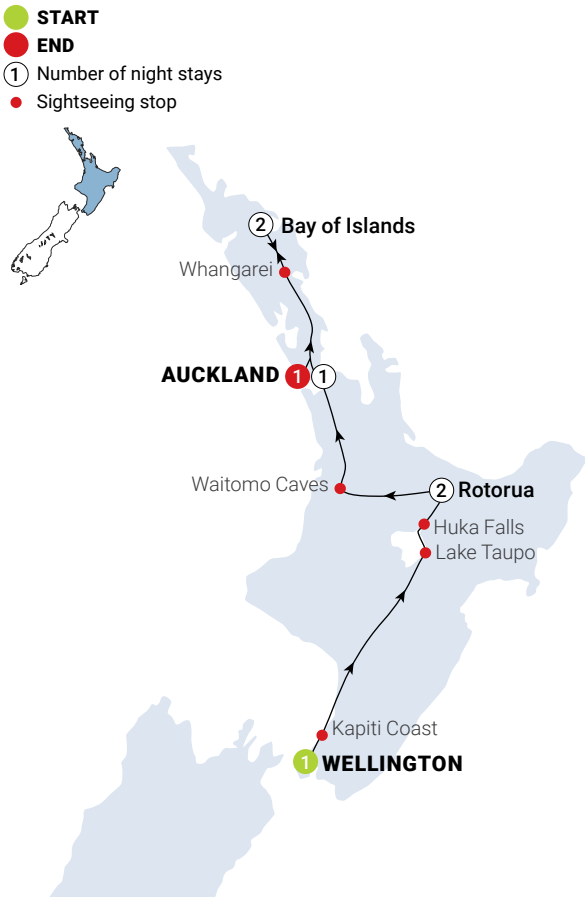 START
END
1 Number of night stays
Sightseeing stop
2 Bay of Islands
Whangarei
AUCKLAND 1 1
Waitomo Caves
2 Rotorua
Huka Falls
Lake Taupo
Kapiti Coast
1 WELLINGTON